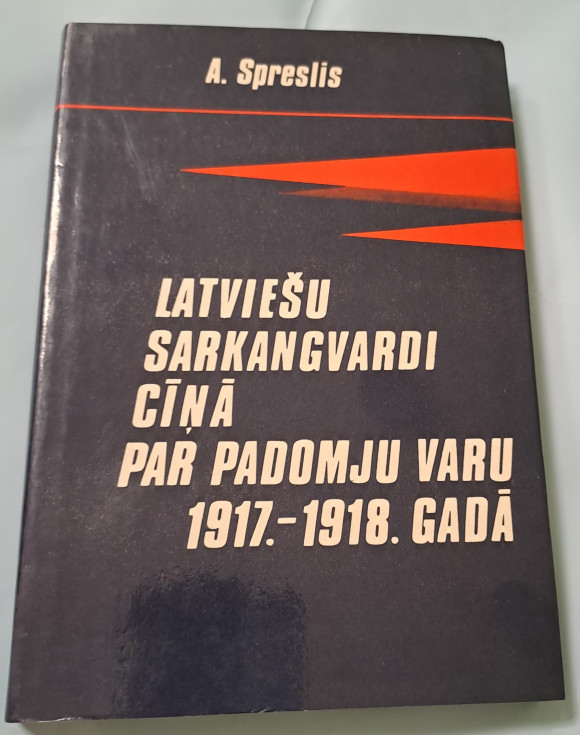 A. Spreslis
LATVIEŠU
SARKANGVARDI
CĪŅĀ
PAR PADOMJU VARU
1917.–1918. GADĀ